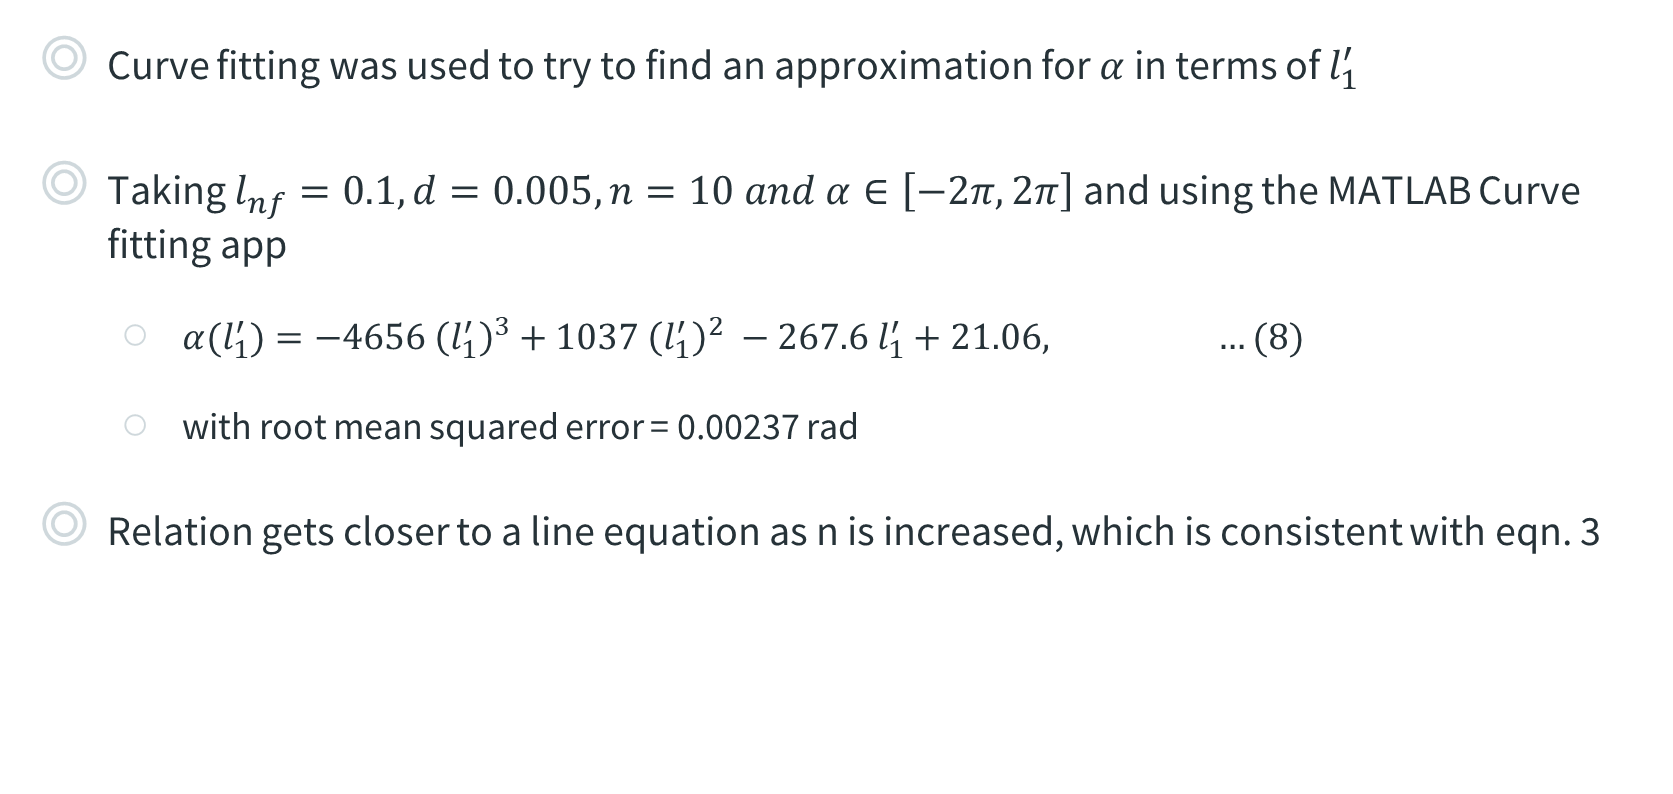 Curve fitting was used to try to find an approximation for α in terms of l′₁
Taking lₙf = 0.1, d = 0.005, n = 10 and α ∈ [−2π, 2π] and using the MATLAB Curve
fitting app
α(l′₁) = −4656 (l′₁)³ + 1037 (l′₁)² − 267.6 l′₁ + 21.06, ... (8)
with root mean squared error = 0.00237 rad
Relation gets closer to a line equation as n is increased, which is consistent with eqn. 3